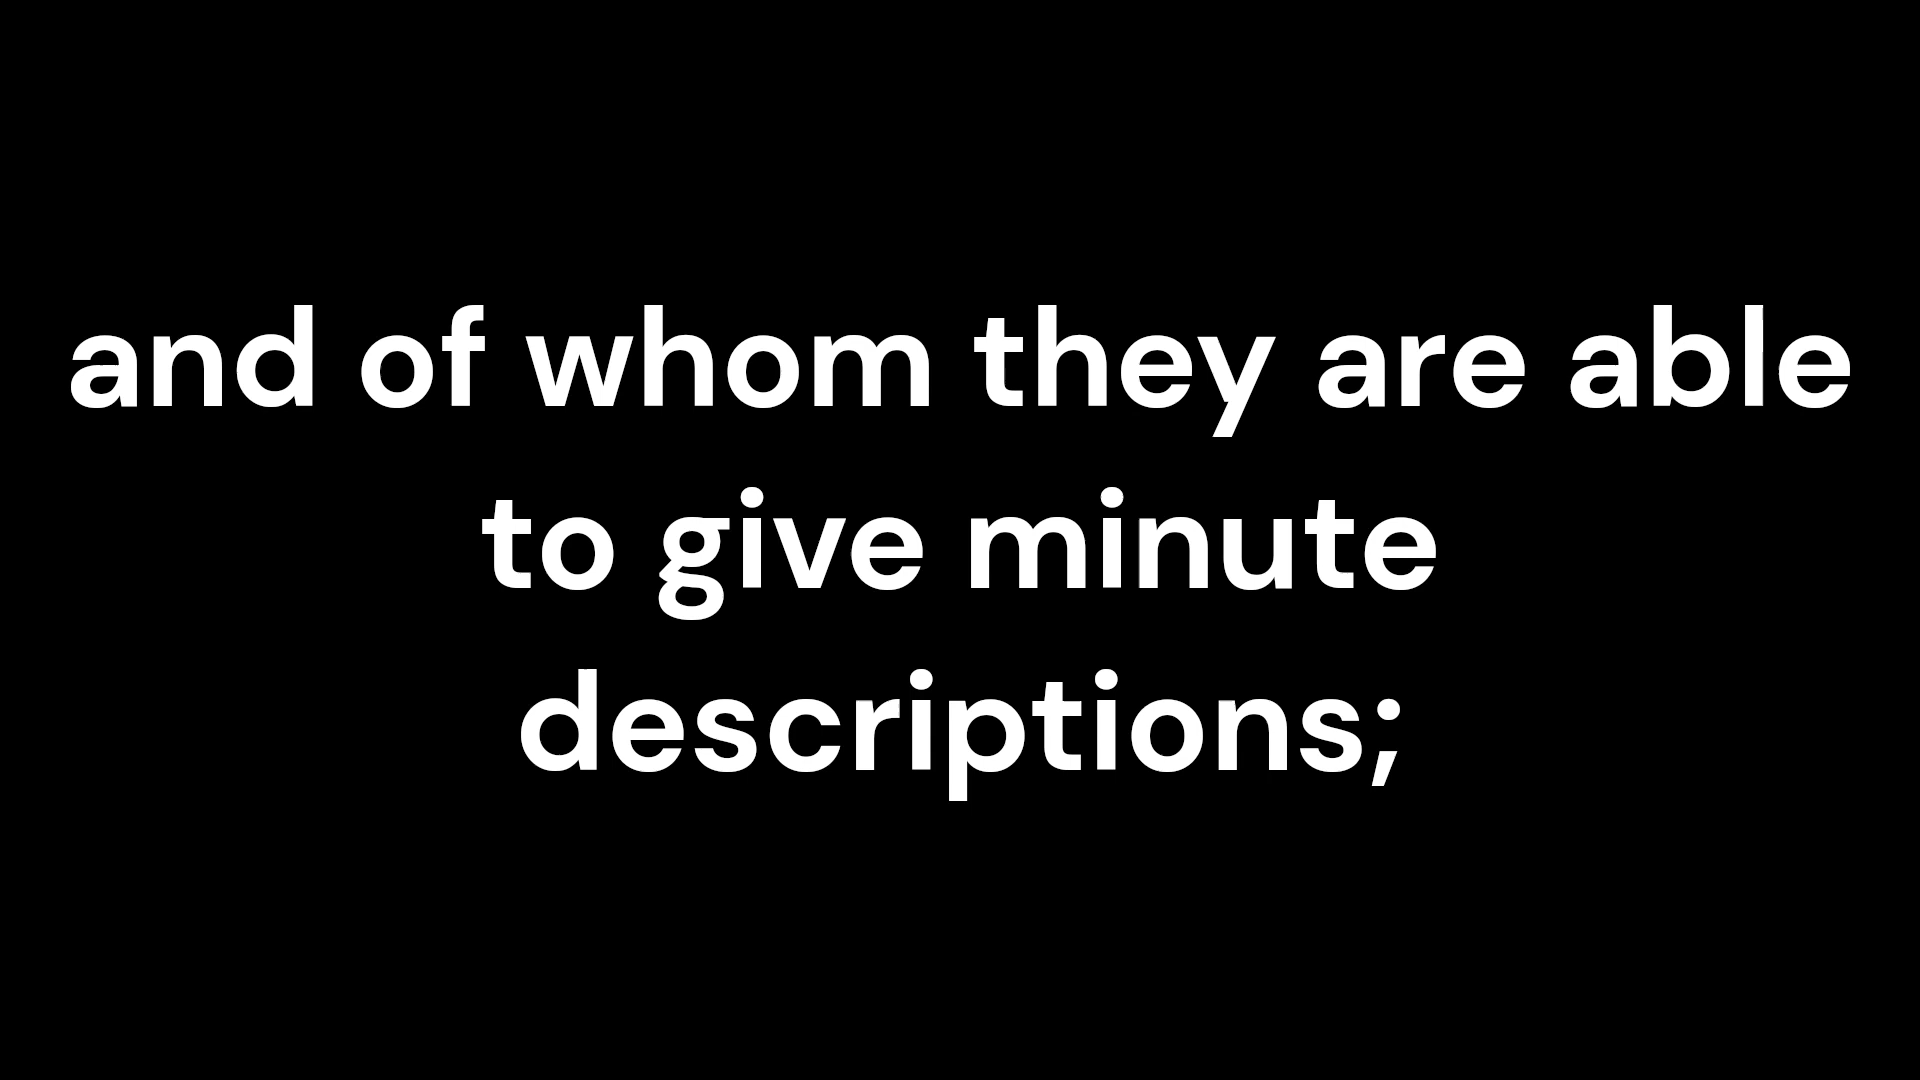 and of whom they are able
to give minute
descriptions;